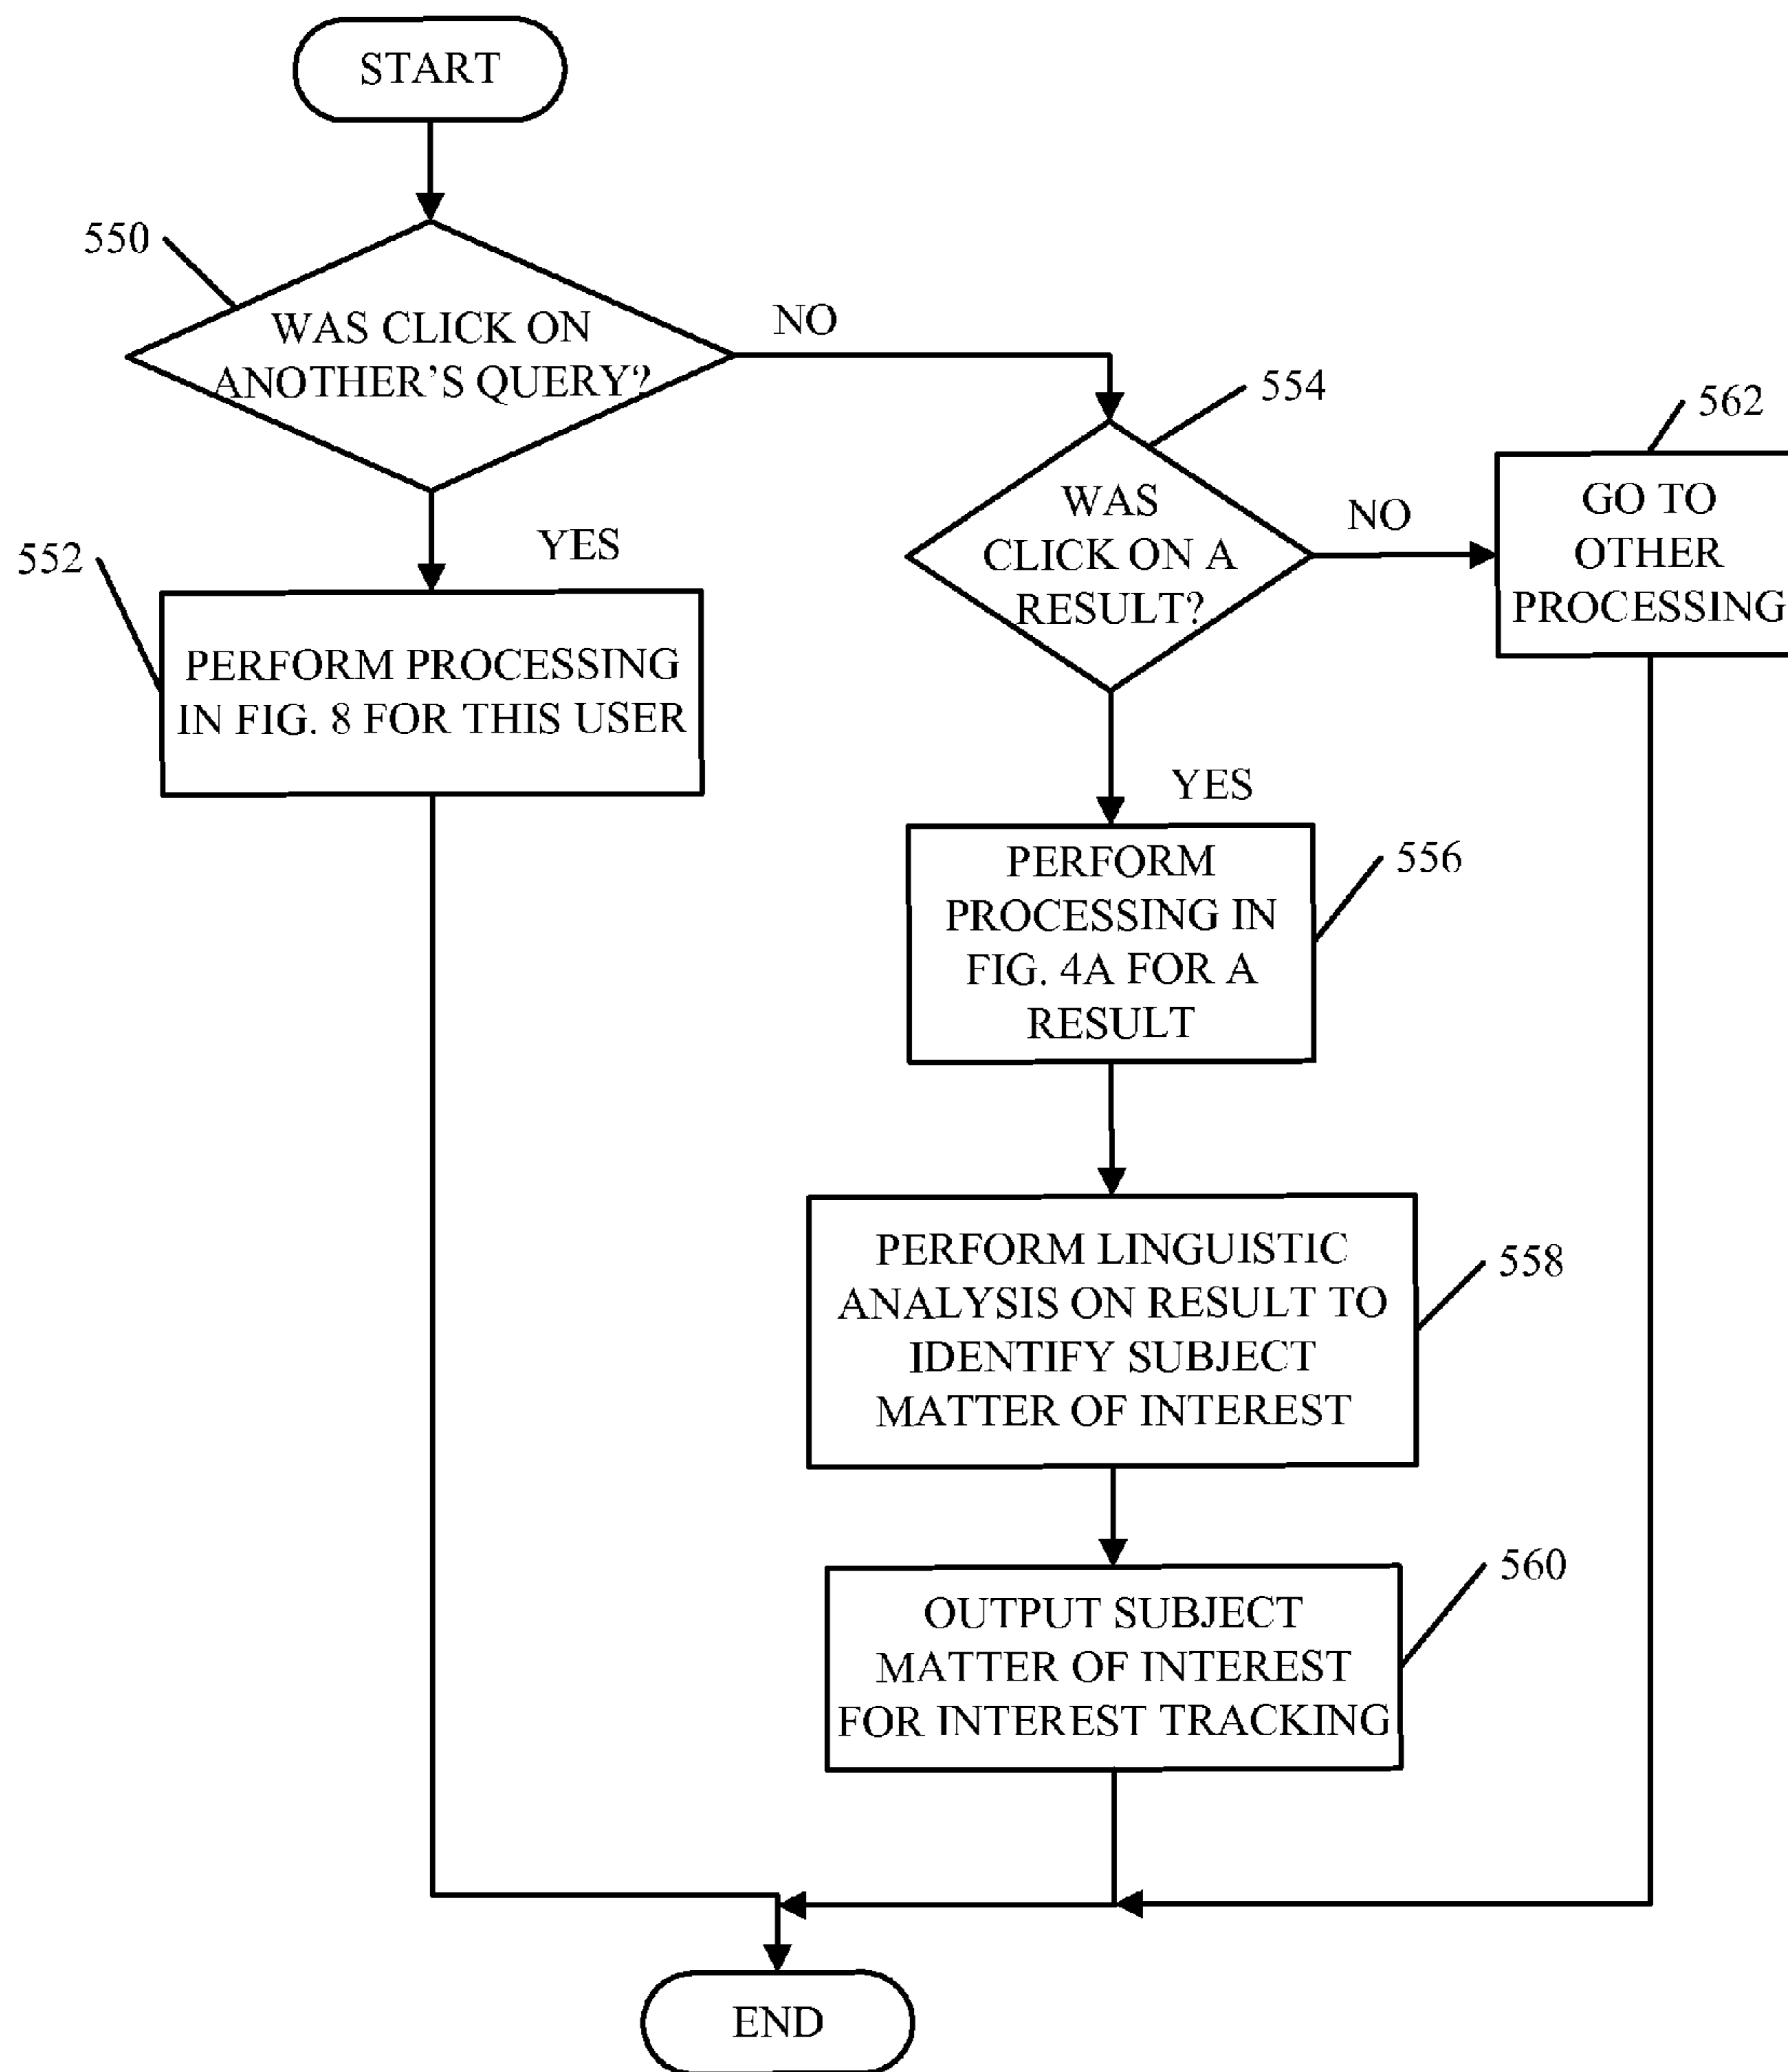 START
550
WAS CLICK ON
ANOTHER'S QUERY?
NO
YES
552
PERFORM PROCESSING
IN FIG. 8 FOR THIS USER
554
WAS
CLICK ON A
RESULT?
NO
562
GO TO
OTHER
PROCESSING
YES
556
PERFORM
PROCESSING IN
FIG. 4A FOR A
RESULT
558
PERFORM LINGUISTIC
ANALYSIS ON RESULT TO
IDENTIFY SUBJECT
MATTER OF INTEREST
560
OUTPUT SUBJECT
MATTER OF INTEREST
FOR INTEREST TRACKING
END